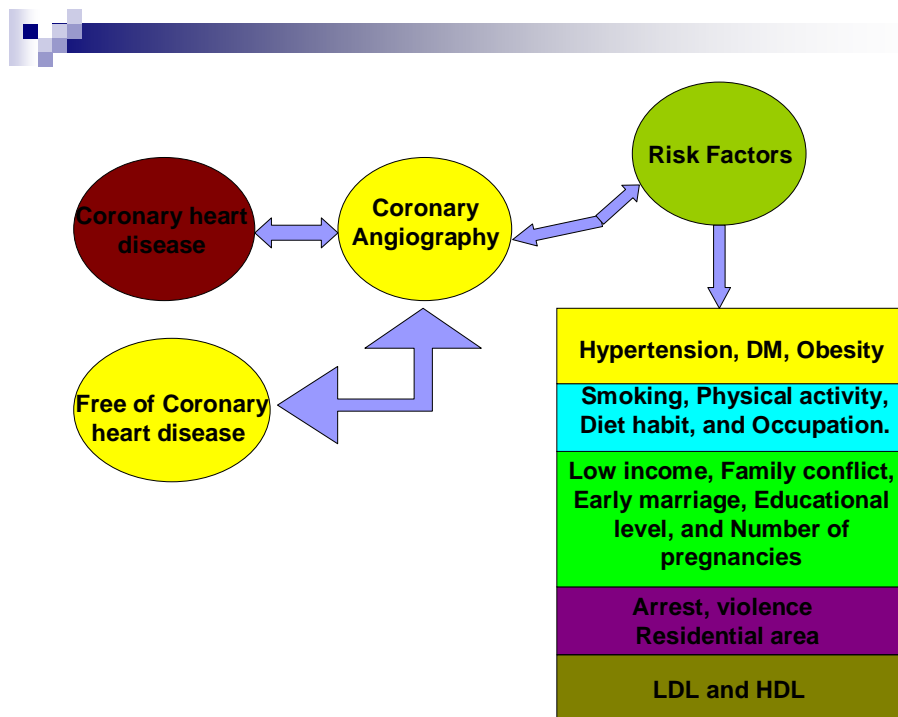 Risk Factors
Coronary heart
disease
Coronary
Angiography
Free of Coronary
heart disease
Hypertension, DM, Obesity
Smoking, Physical activity,
Diet habit, and Occupation.
Low income, Family conflict,
Early marriage, Educational
level, and Number of
pregnancies
Arrest, violence
Residential area
LDL and HDL